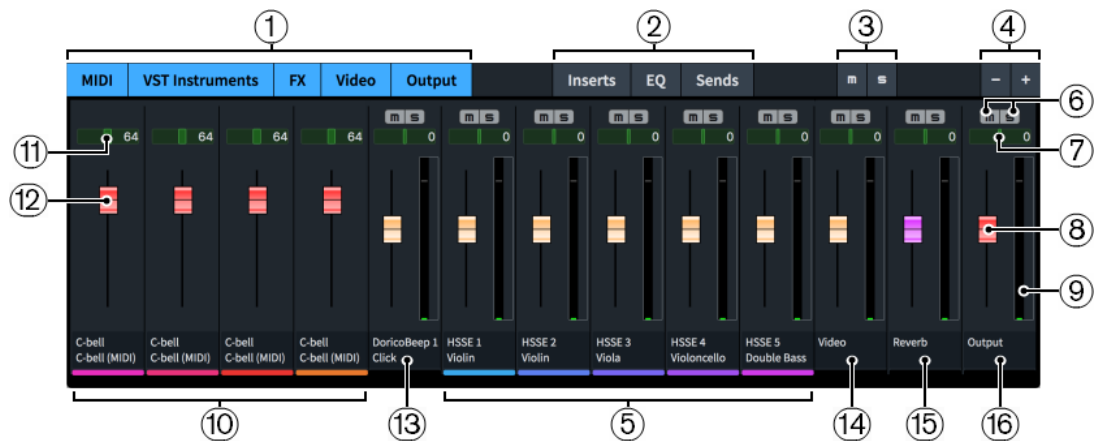 ① ② ③ ④
MIDI VST Instruments FX Video Output Inserts EQ Sends m s − +
m s m s m s m s m s m s m s m s m s ⑥
⑪ 64 64 64 64 0 0 0 0 0 0 0 0 0 ⑦
⑫ ⑧
⑨
C-bell C-bell C-bell C-bell DoricoBeep 1 HSSE 1 HSSE 2 HSSE 3 HSSE 4 HSSE 5 Video Reverb Output
C-bell (MIDI) C-bell (MIDI) C-bell (MIDI) C-bell (MIDI) Click Violin Violin Viola Violoncello Double Bass
⑩ ⑬ ⑤ ⑭ ⑮ ⑯